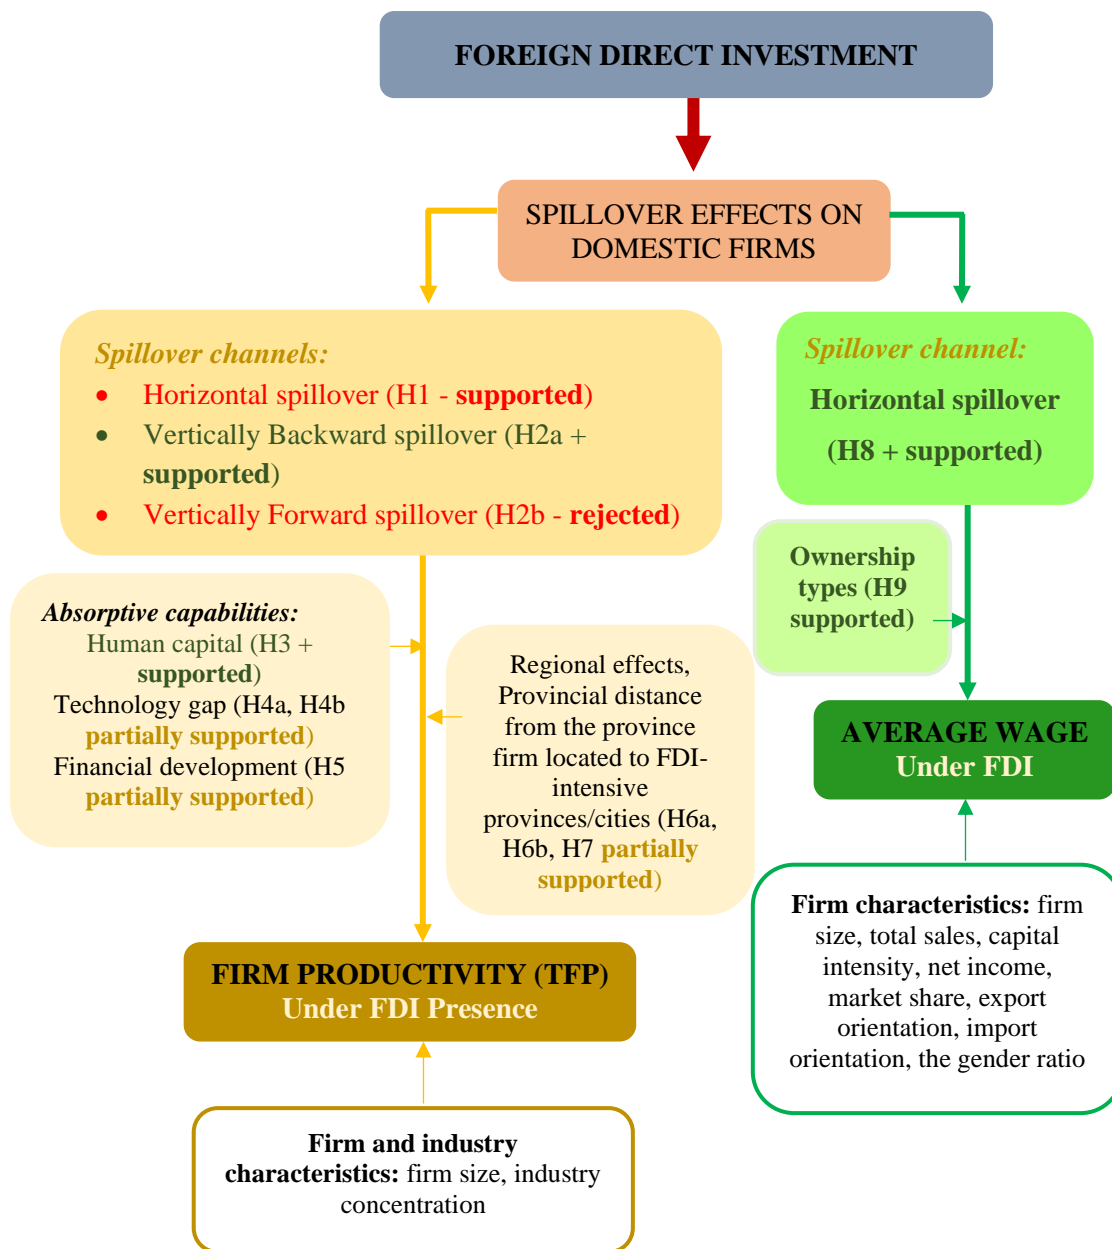 FOREIGN DIRECT INVESTMENT
SPILLOVER EFFECTS ON
DOMESTIC FIRMS
Spillover channels:
• Horizontal spillover (H1 - supported)
• Vertically Backward spillover (H2a +
supported)
• Vertically Forward spillover (H2b - rejected)
Spillover channel:
Horizontal spillover
(H8 + supported)
Ownership
types (H9
supported)
Absorptive capabilities:
Human capital (H3 +
supported)
Technology gap (H4a, H4b
partially supported)
Financial development (H5
partially supported)
Regional effects,
Provincial distance
from the province
firm located to FDI-
intensive
provinces/cities (H6a,
H6b, H7 partially
supported)
AVERAGE WAGE
Under FDI
FIRM PRODUCTIVITY (TFP)
Under FDI Presence
Firm characteristics: firm
size, total sales, capital
intensity, net income,
market share, export
orientation, import
orientation, the gender ratio
Firm and industry
characteristics: firm size, industry
concentration